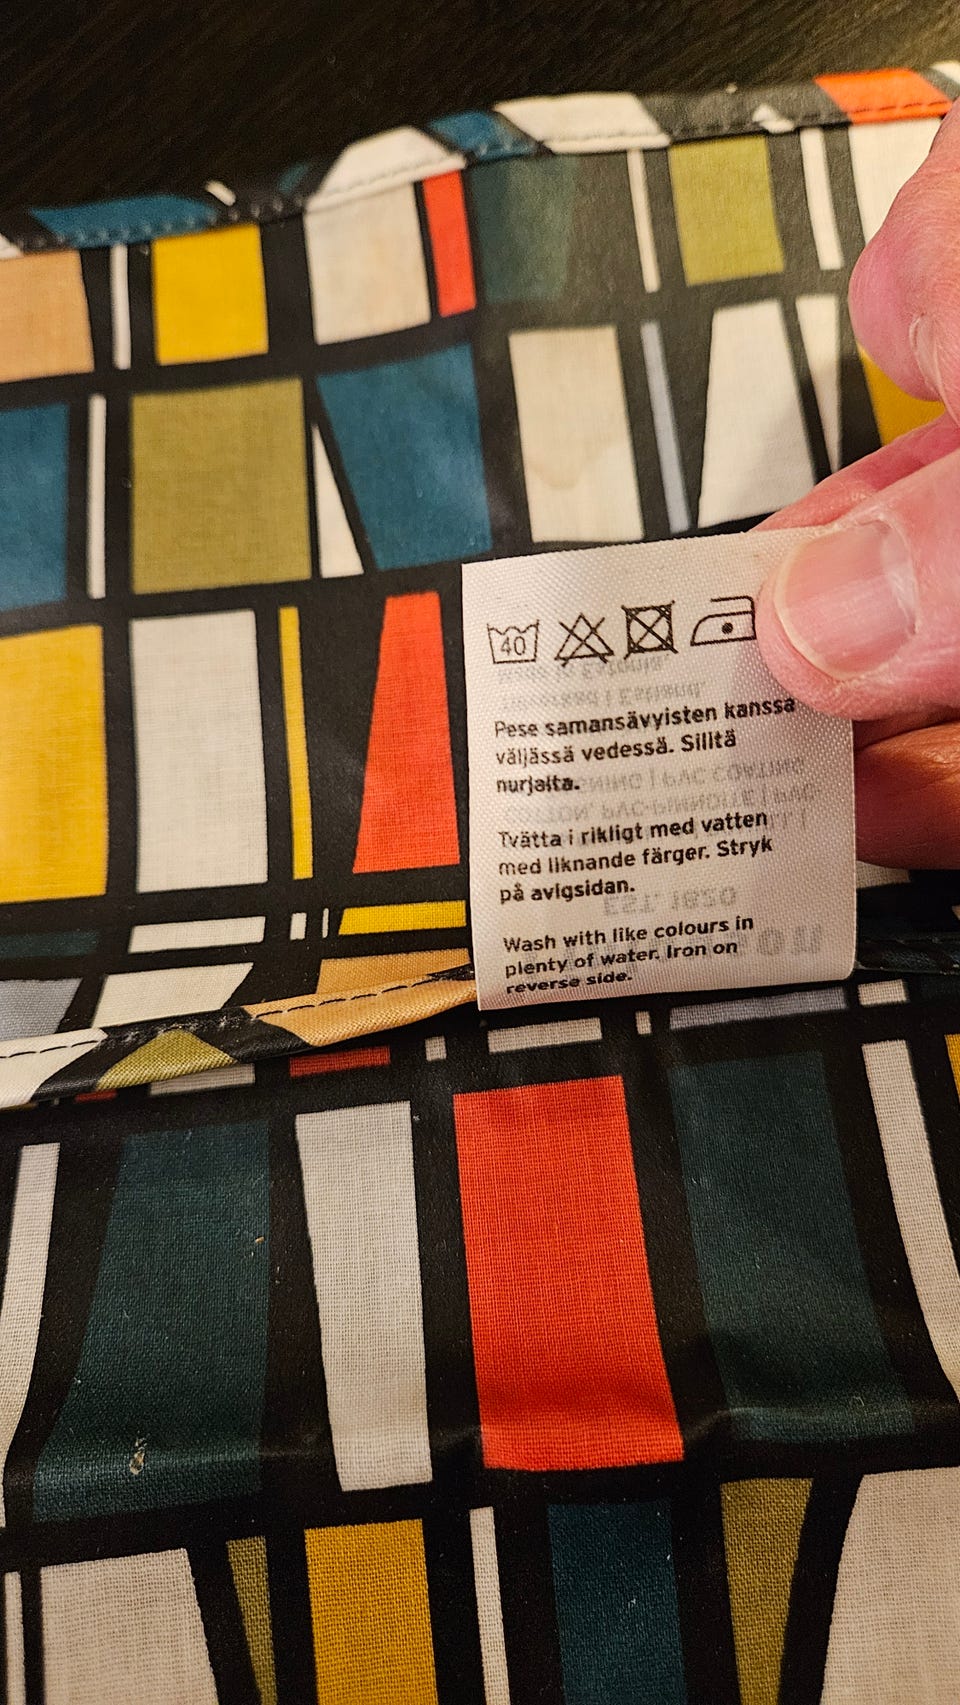 40
Pese samansävyisten kanssa
väljässä vedessä. Silitä
nurjalta.
Tvätta i rikligt med vatten
med liknande färger. Stryk
på avigsidan.
Wash with like colours in
plenty of water. Iron on
reverse side.